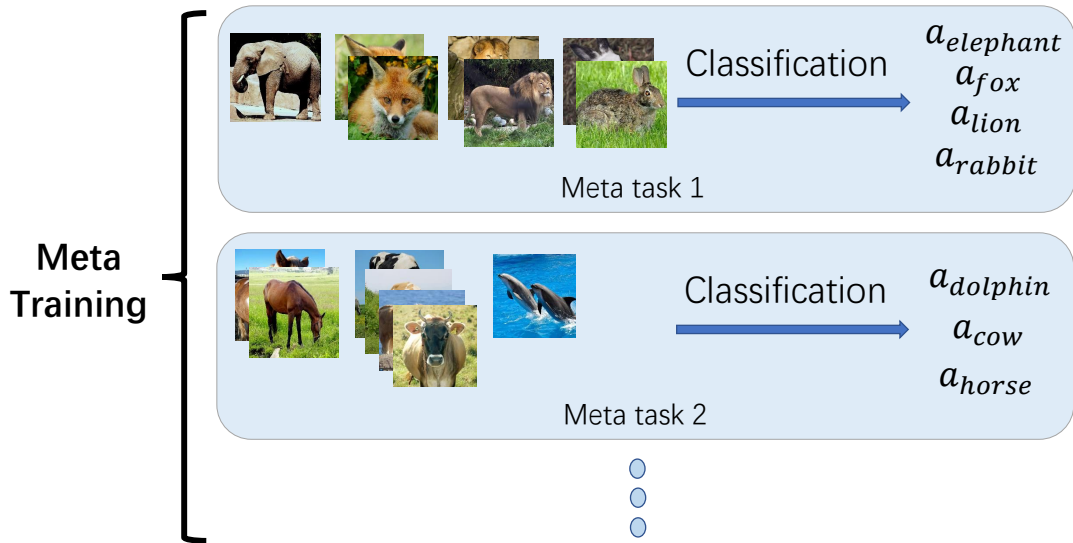 Meta
Training
Classification
a_elephant
a_fox
a_lion
a_rabbit
Meta task 1
Classification
a_dolphin
a_cow
a_horse
Meta task 2